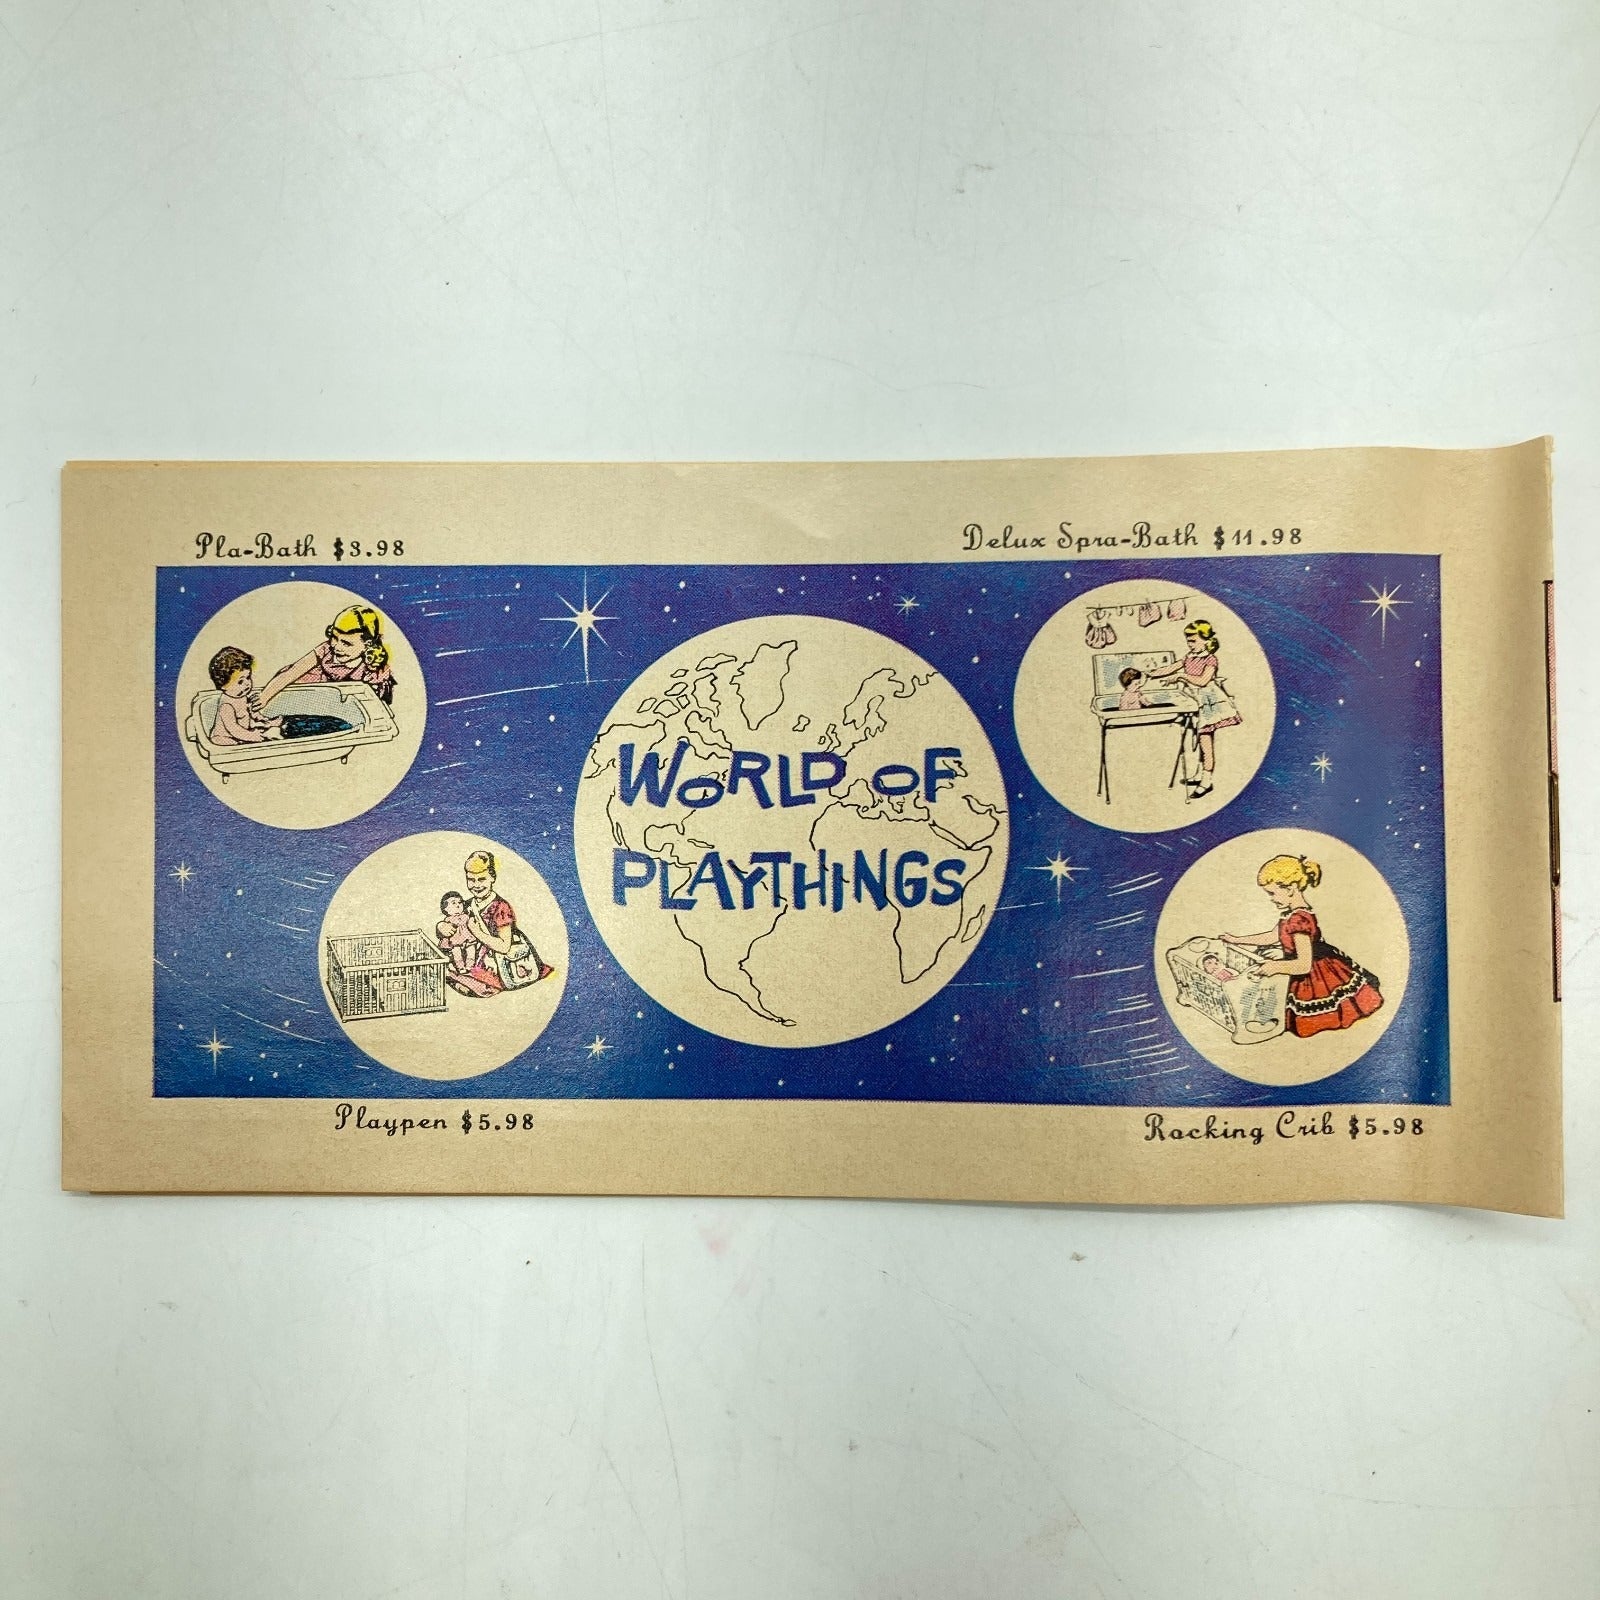 Pla-Bath $3.98
Delux Spra-Bath $11.98
WORLD OF
PLAYTHINGS
Playpen $5.98
Rocking Crib $5.98